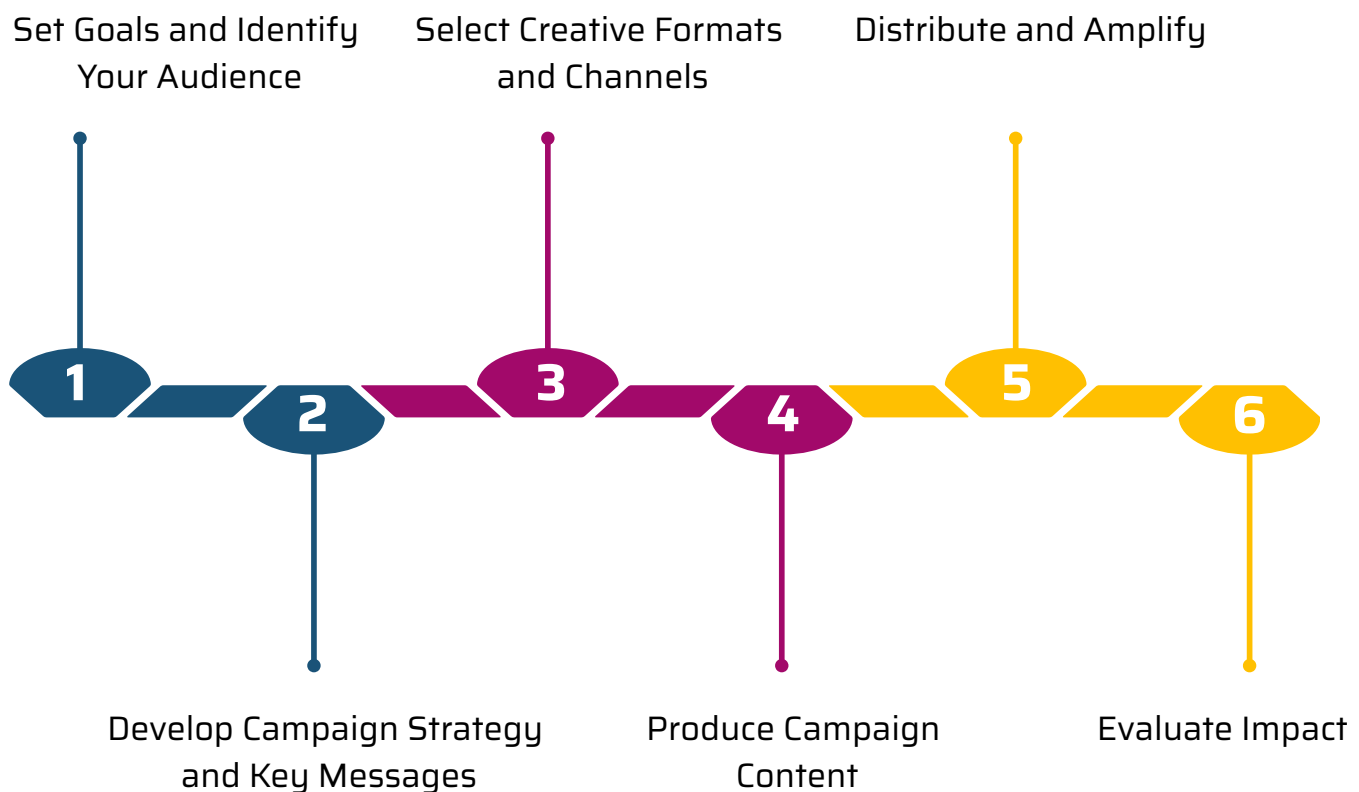 Set Goals and Identify
Your Audience
Select Creative Formats
and Channels
Distribute and Amplify
1
2
3
4
5
6
Develop Campaign Strategy
and Key Messages
Produce Campaign
Content
Evaluate Impact